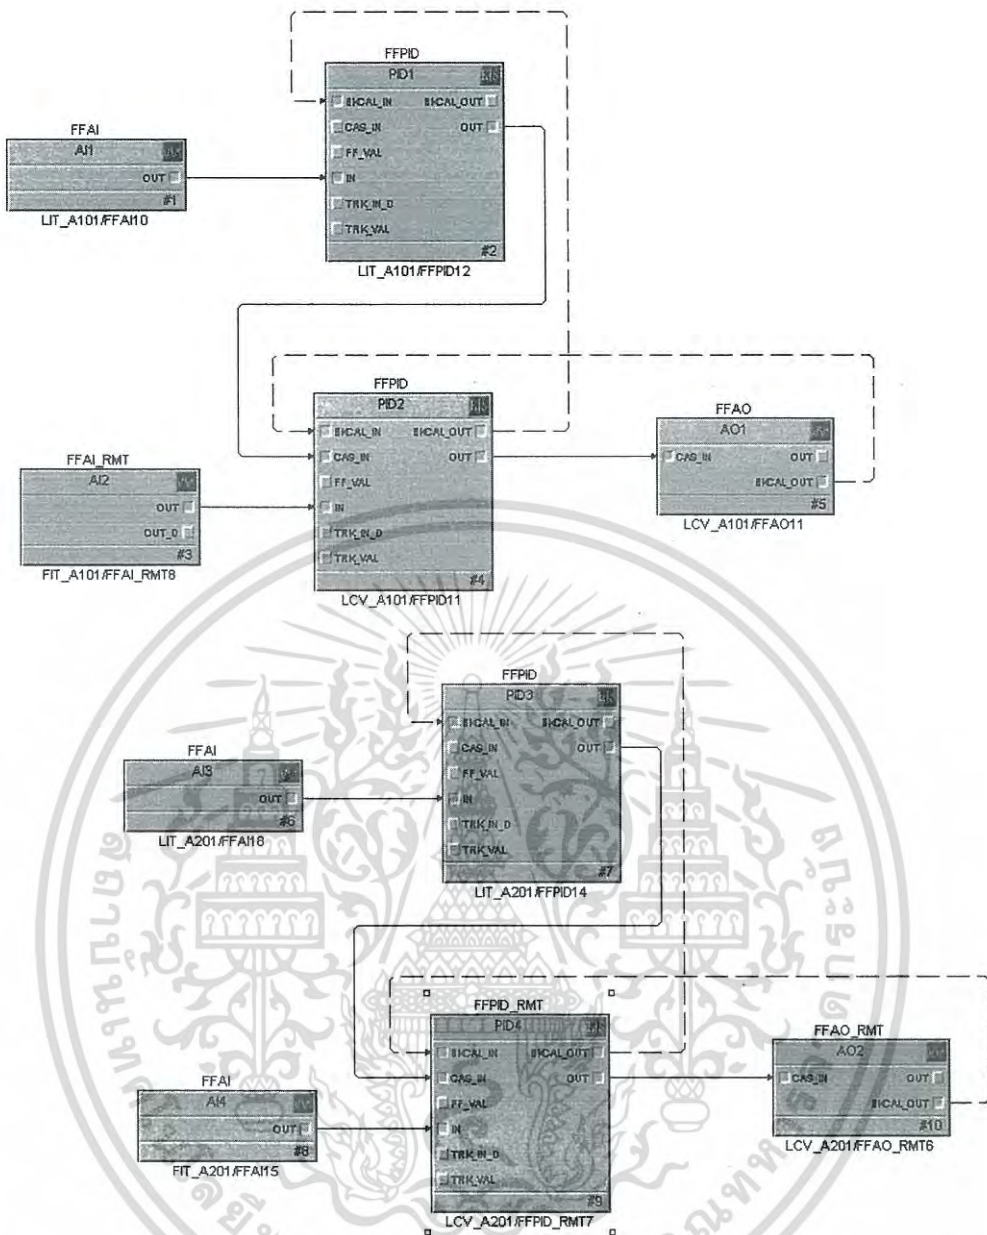 FFPID
PID1
BKCAL_IN BKCAL_OUT
CAS_IN OUT
FF_VAL
IN
TRK_IN_D
TRK_VAL
#2
LIT_A101/FFPID12
FFAI
AI1
OUT
#1
LIT_A101/FFAI10
FFPID
PID2
BKCAL_IN BKCAL_OUT
CAS_IN OUT
FF_VAL
IN
TRK_IN_D
TRK_VAL
#4
LCV_A101/FFPID11
FFAO
AO1
CAS_IN OUT
BKCAL_OUT
#5
LCV_A101/FFAO11
FFAI_RMT
AI2
OUT
OUT_D
#3
FIT_A101/FFAI_RMT8
FFPID
PID3
BKCAL_IN BKCAL_OUT
CAS_IN OUT
FF_VAL
IN
TRK_IN_D
TRK_VAL
#7
LIT_A201/FFPID14
FFAI
AI3
OUT
#6
LIT_A201/FFAI18
FFPID_RMT
PID4
BKCAL_IN BKCAL_OUT
CAS_IN OUT
FF_VAL
IN
TRK_IN_D
TRK_VAL
#9
LCV_A201/FFPID_RMT7
FFAO_RMT
AO2
CAS_IN OUT
BKCAL_OUT
#10
LCV_A201/FFAO_RMT6
FFAI
AI4
OUT
#8
FIT_A201/FFAI15